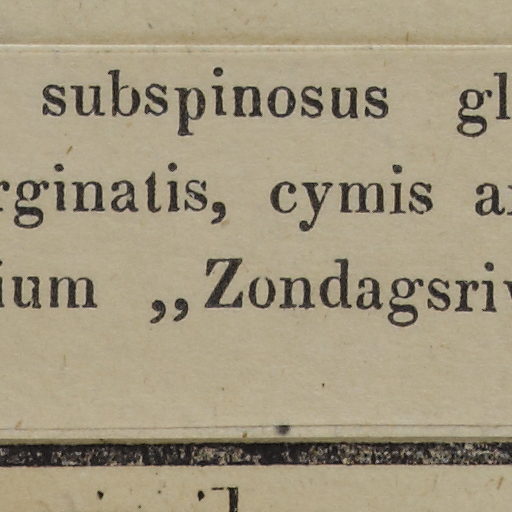 subspinosus gl
rginatis, cymis a
ium „Zondagsriv